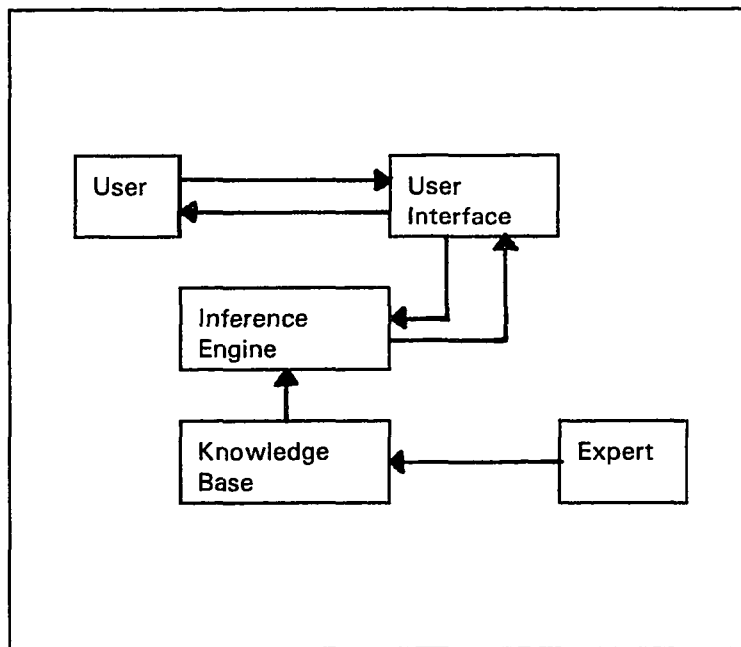 User
User
Interface
Inference
Engine
Knowledge
Base
Expert